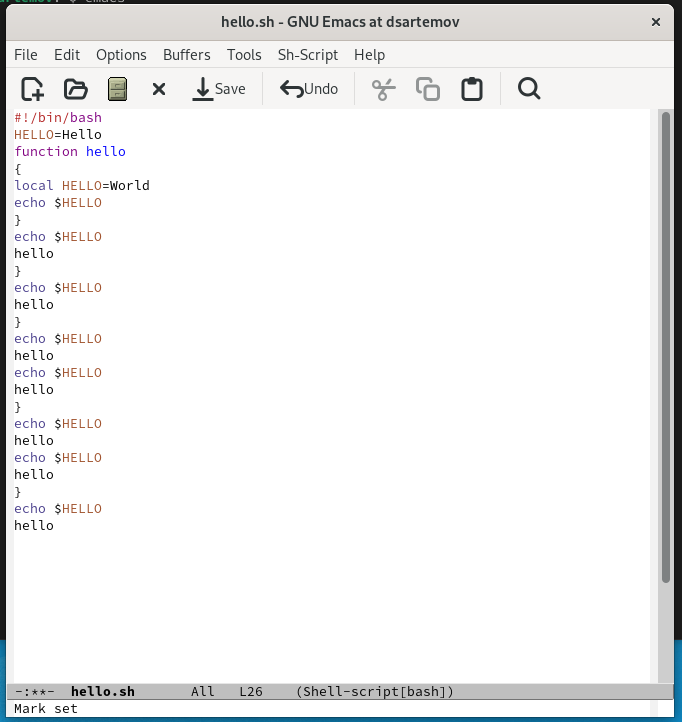 hello.sh - GNU Emacs at dsartemov
File Edit Options Buffers Tools Sh-Script Help
Save Undo
#!/bin/bash
HELLO=Hello
function hello
{
local HELLO=World
echo $HELLO
}
echo $HELLO
hello
}
echo $HELLO
hello
}
echo $HELLO
hello
echo $HELLO
hello
}
echo $HELLO
hello
echo $HELLO
hello
}
echo $HELLO
hello
-:**- hello.sh All L26 (Shell-script[bash])
Mark set